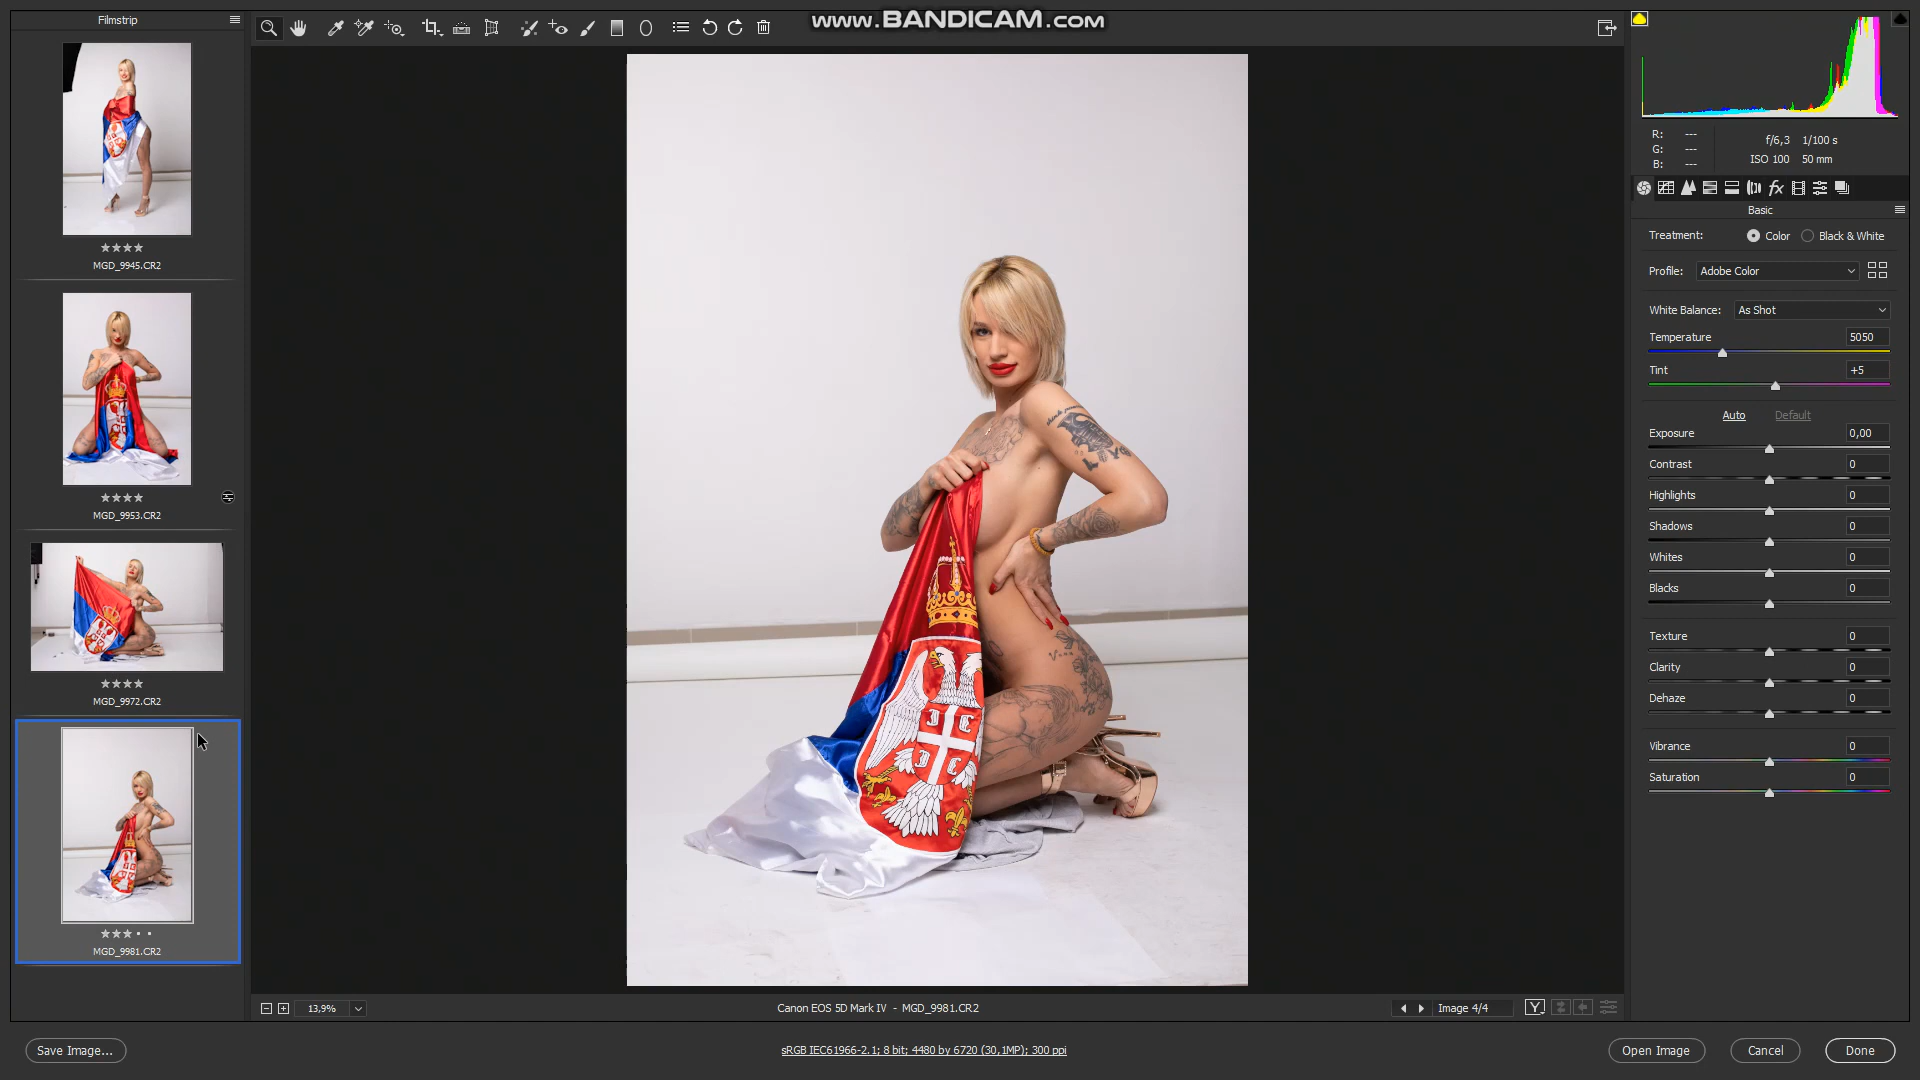 Filmstrip
www.BANDICAM.com
MGD_9945.CR2
MGD_9953.CR2
MGD_9972.CR2
MGD_9981.CR2
R: ---
G: ---
B: ---
f/6,3 1/100 s
ISO 100 50 mm
fx
Basic
Treatment: Color Black & White
Profile: Adobe Color
White Balance: As Shot
Temperature 5050
Tint +5
Auto Default
Exposure 0,00
Contrast 0
Highlights 0
Shadows 0
Whites 0
Blacks 0
Texture 0
Clarity 0
Dehaze 0
Vibrance 0
Saturation 0
13,9%
Canon EOS 5D Mark IV - MGD_9981.CR2
Image 4/4
Y
Save Image...
sRGB IEC61966-2.1; 8 bit; 4480 by 6720 (30,1MP); 300 ppi
Open Image
Cancel
Done